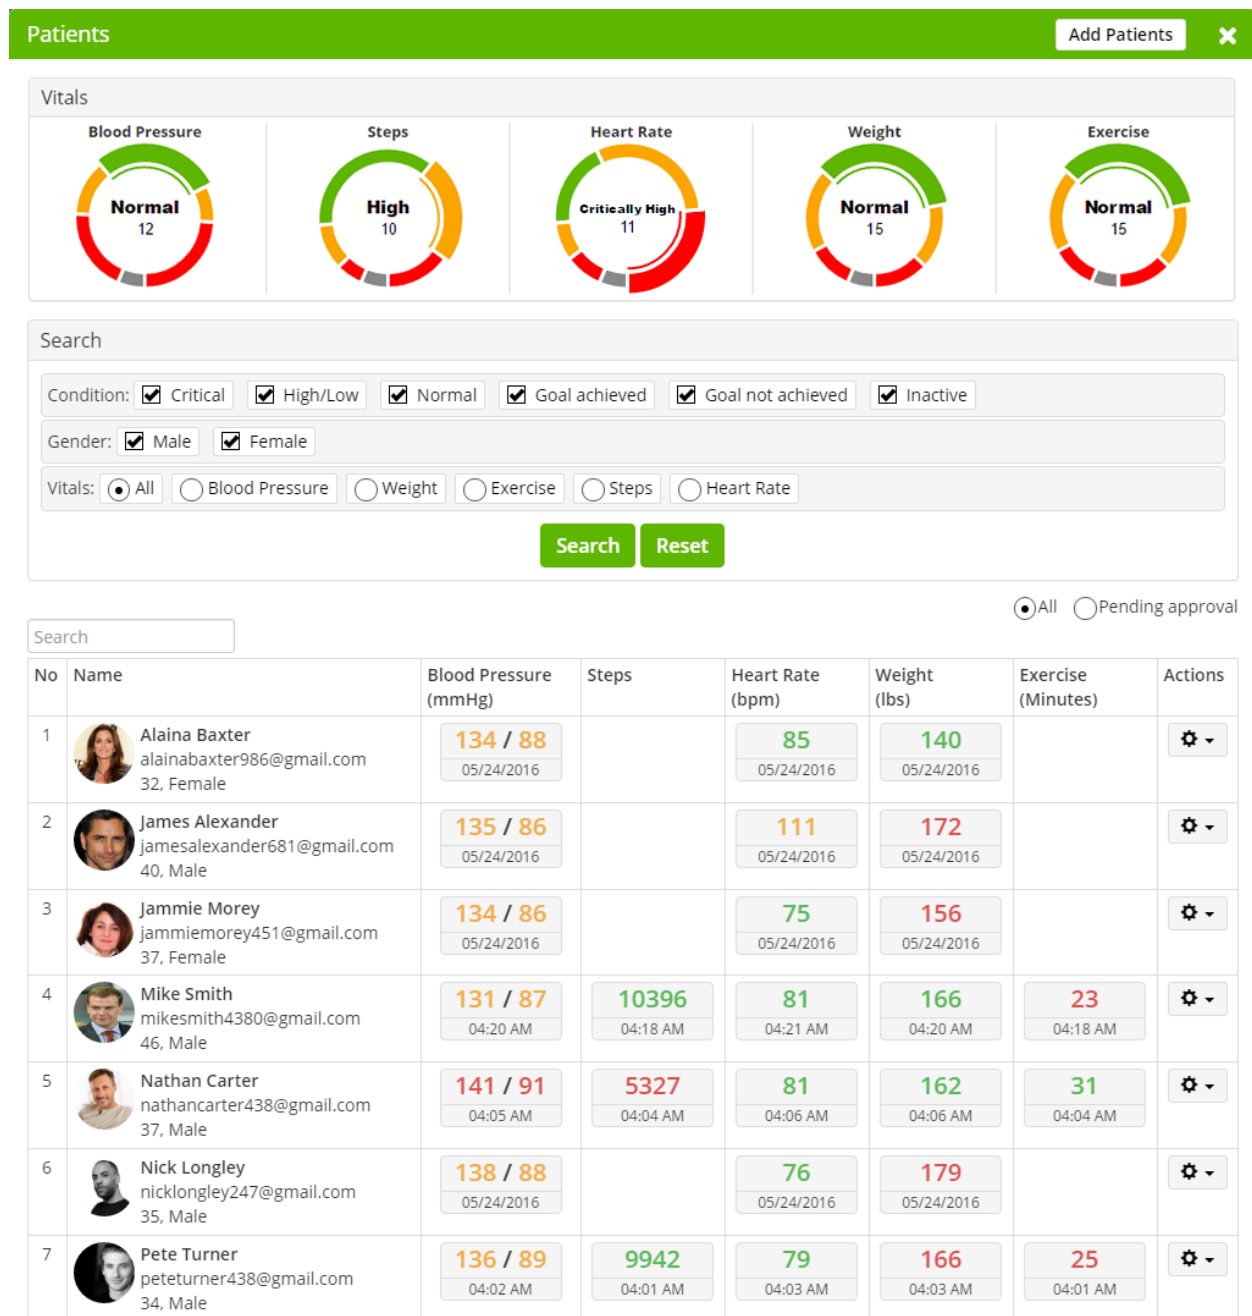 Patients
Add Patients
Vitals
Blood Pressure
Steps
Heart Rate
Weight
Exercise
Normal
12
High
10
Critically High
11
Normal
15
Normal
15
Search
Condition: Critical High/Low Normal Goal achieved Goal not achieved Inactive
Gender: Male Female
Vitals: All Blood Pressure Weight Exercise Steps Heart Rate
Search Reset
All Pending approval
Search
No Name Blood Pressure (mmHg) Steps Heart Rate (bpm) Weight (lbs) Exercise (Minutes) Actions
1 Alaina Baxter 134 / 88 85 140
alainabaxter986@gmail.com 05/24/2016 05/24/2016 05/24/2016
32, Female
2 James Alexander 135 / 86 111 172
jamesalexander681@gmail.com 05/24/2016 05/24/2016 05/24/2016
40, Male
3 Jammie Morey 134 / 86 75 156
jammiemorey451@gmail.com 05/24/2016 05/24/2016 05/24/2016
37, Female
4 Mike Smith 131 / 87 10396 81 166 23
mikesmith4380@gmail.com 04:20 AM 04:18 AM 04:21 AM 04:20 AM 04:18 AM
46, Male
5 Nathan Carter 141 / 91 5327 81 162 31
nathancarter438@gmail.com 04:05 AM 04:04 AM 04:06 AM 04:06 AM 04:04 AM
37, Male
6 Nick Longley 138 / 88 76 179
nicklongley247@gmail.com 05/24/2016 05/24/2016 05/24/2016
35, Male
7 Pete Turner 136 / 89 9942 79 166 25
peteturner438@gmail.com 04:02 AM 04:01 AM 04:03 AM 04:03 AM 04:01 AM
34, Male